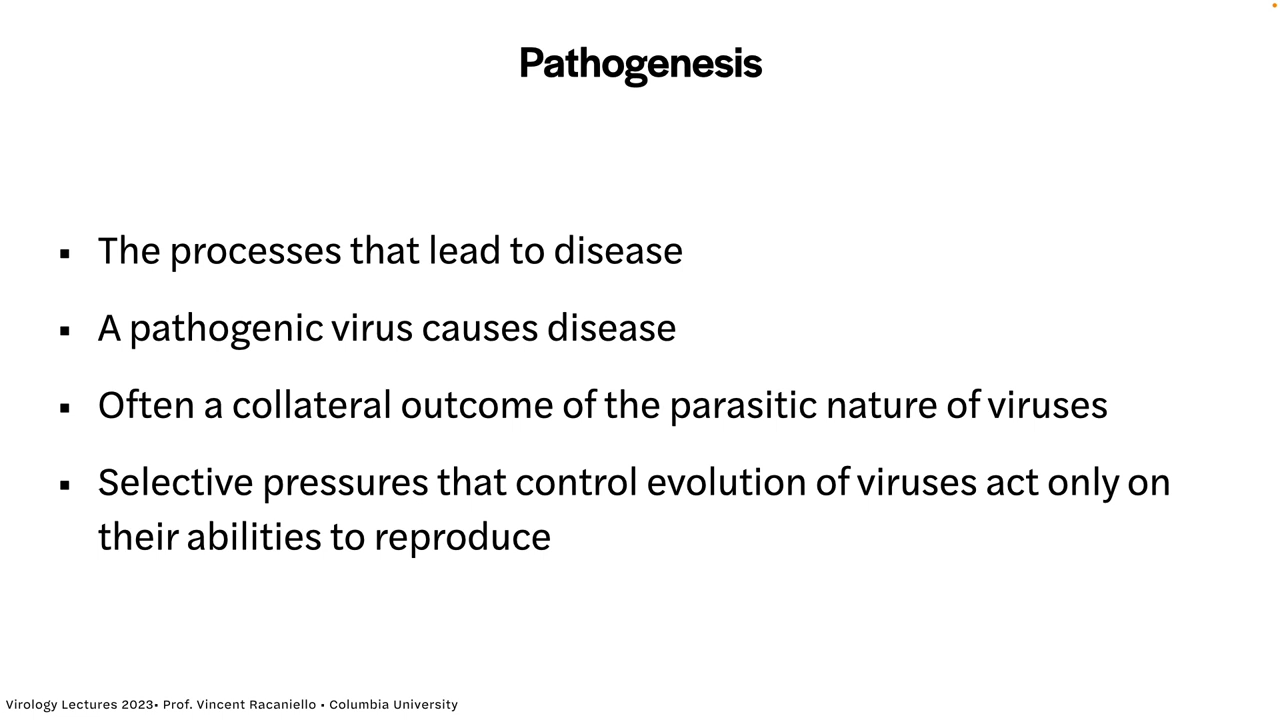 Pathogenesis
▪ The processes that lead to disease
▪ A pathogenic virus causes disease
▪ Often a collateral outcome of the parasitic nature of viruses
▪ Selective pressures that control evolution of viruses act only on
their abilities to reproduce
Virology Lectures 2023• Prof. Vincent Racaniello • Columbia University